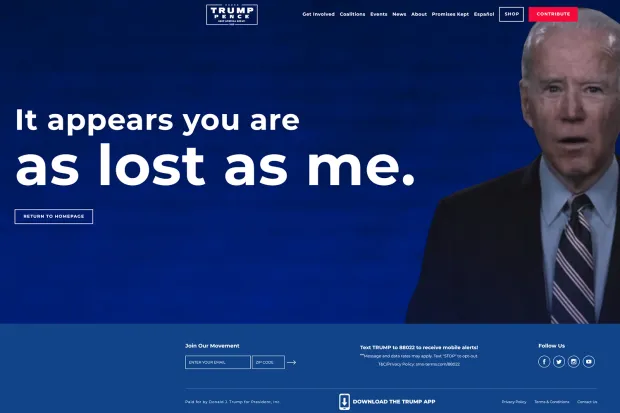 TRUMP
PENCE
Get Involved Coalitions Events News About Promises Kept Español SHOP CONTRIBUTE
It appears you are
as lost as me.
RETURN TO HOMEPAGE
Join Our Movement
ENTER YOUR EMAIL ZIP CODE
Text TRUMP to 88022 to receive mobile alerts!
***Message and data rates may apply. Text "STOP" to opt-out.
T&C/Privacy Policy:
Follow Us
Paid for by Donald J. Trump for President, Inc.
DOWNLOAD THE TRUMP APP
Privacy Policy Terms & Conditions Contact Us